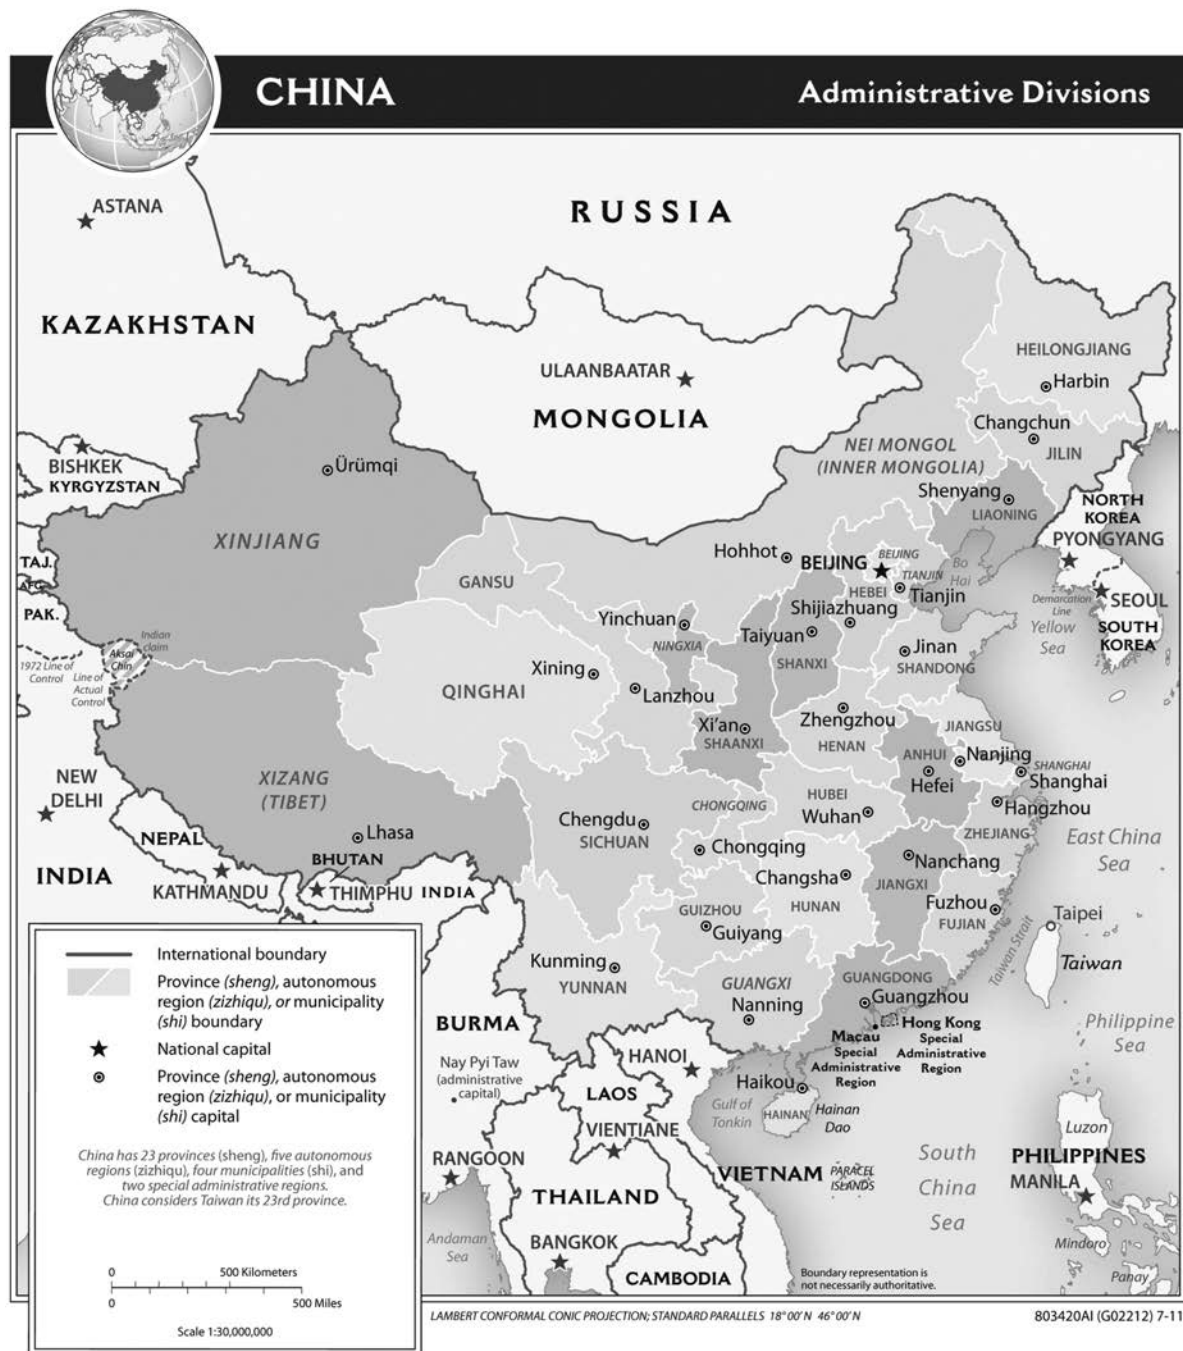 CHINA
Administrative Divisions
ASTANA
RUSSIA
KAZAKHSTAN
ULAANBAATAR
MONGOLIA
HEILONGJIANG
Harbin
Changchun
JILIN
NEI MONGOL
(INNER MONGOLIA)
BISHKEK
KYRGYZSTAN
Ürümqi
Shenyang
LIAONING
NORTH
KOREA
PYONGYANG
XINJIANG
Hohhot
BEIJING
BEIJING
Bo
Hai
TAJ.
AFG.
PAK.
GANSU
TIANJIN
HEBEI
Tianjin
Demarcation
Line
SEOUL
Yinchuan
Shijiazhuang
Taiyuan
NINGXIA
Yellow
Sea
SOUTH
KOREA
Indian
claim
Aksai
Chin
1972 Line of
Control
Line of
Actual
Control
Xining
QINGHAI
Lanzhou
SHANXI
Jinan
SHANDONG
Xi'an
SHAANXI
Zhengzhou
HENAN
JIANGSU
ANHUI
Nanjing
Hefei
SHANGHAI
Shanghai
NEW
DELHI
XIZANG
(TIBET)
CHONGQING
HUBEI
Wuhan
Hangzhou
ZHEJIANG
Chengdu
SICHUAN
Lhasa
NEPAL
BHUTAN
Chongqing
Nanchang
East China
Sea
INDIA
KATHMANDU
THIMPHU
INDIA
Changsha
HUNAN
JIANGXI
Fuzhou
FUJIAN
GUIZHOU
Guiyang
Taipei
Taiwan Strait
Taiwan
Kunming
YUNNAN
GUANGXI
Nanning
GUANGDONG
Guangzhou
BURMA
Macau
Special
Administrative
Region
Hong Kong
Special
Administrative
Region
Philippine
Sea
HANOI
Nay Pyi Taw
(administrative
capital)
LAOS
Haikou
Gulf of
Tonkin
HAINAN
Hainan
Dao
VIENTIANE
RANGOON
VIETNAM
PARACEL
ISLANDS
South
China
Sea
Luzon
PHILIPPINES
MANILA
THAILAND
Andaman
Sea
BANGKOK
CAMBODIA
Mindoro
Panay
Boundary representation is
not necessarily authoritative.
International boundary
Province (sheng), autonomous
region (zizhiqu), or municipality
(shi) boundary
National capital
Province (sheng), autonomous
region (zizhiqu), or municipality
(shi) capital
China has 23 provinces (sheng), five autonomous
regions (zizhiqu), four municipalities (shi), and
two special administrative regions.
China considers Taiwan its 23rd province.
0 500 Kilometers
0 500 Miles
Scale 1:30,000,000
LAMBERT CONFORMAL CONIC PROJECTION; STANDARD PARALLELS 18°00'N 46°00'N
803420AI (G02212) 7-11